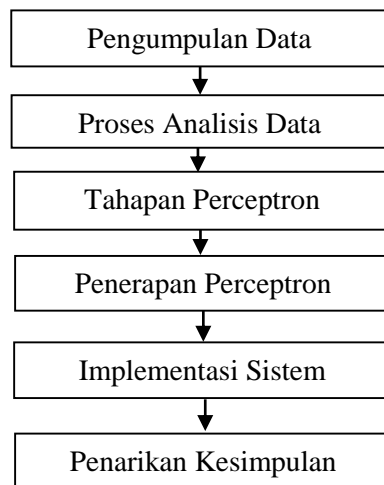 Pengumpulan Data
Proses Analisis Data
Tahapan Perceptron
Penerapan Perceptron
Implementasi Sistem
Penarikan Kesimpulan